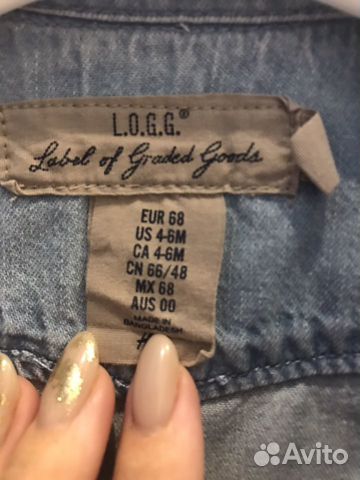 L.O.G.G.®
Label of Graded Goods
EUR 68
US 4-6M
CA 4-6M
CN 66/48
MX 68
AUS 00
MADE IN
BANGLADESH
Avito